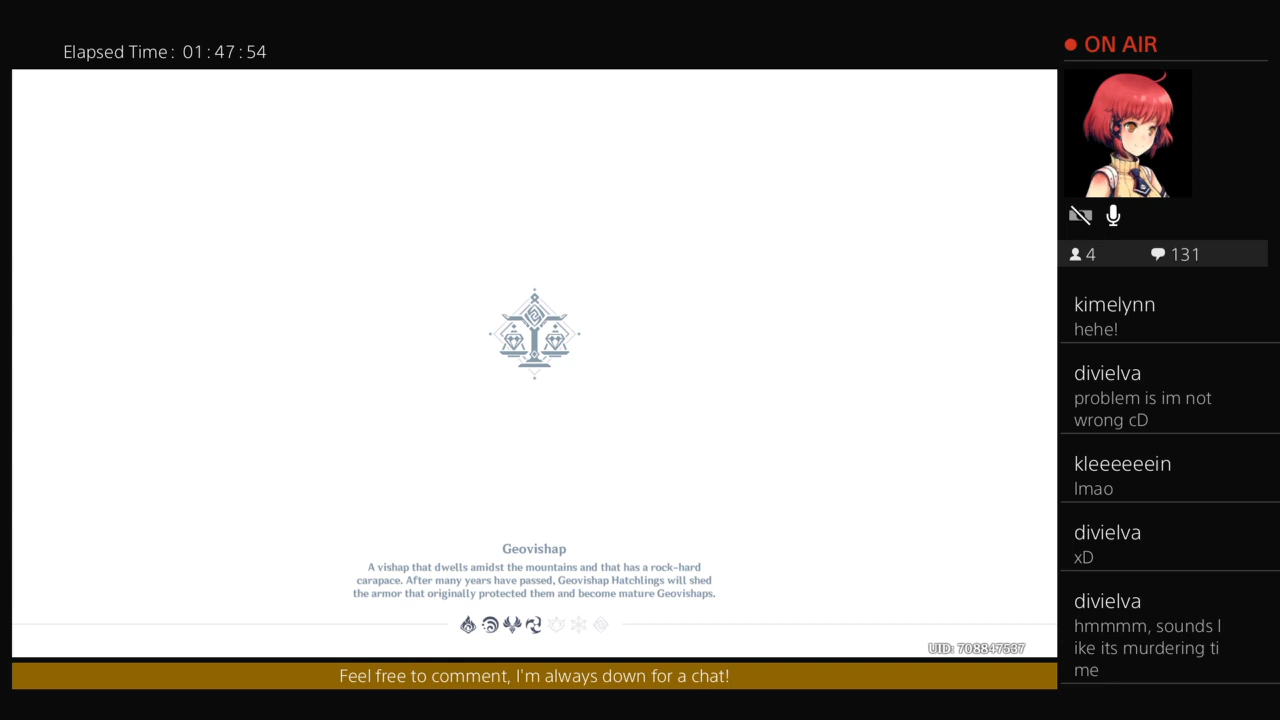 Elapsed Time: 01:47:54
ON AIR
4 131
kimelynn
hehe!
divielva
problem is im not
wrong cD
kleeeeeein
lmao
divielva
xD
divielva
hmmmm, sounds l
ike its murdering ti
me
Geovishap
A vishap that dwells amidst the mountains and that has a rock-hard
carapace. After many years have passed, Geovishap Hatchlings will shed
the armor that originally protected them and become mature Geovishaps.
UID: 708847537
Feel free to comment, I'm always down for a chat!